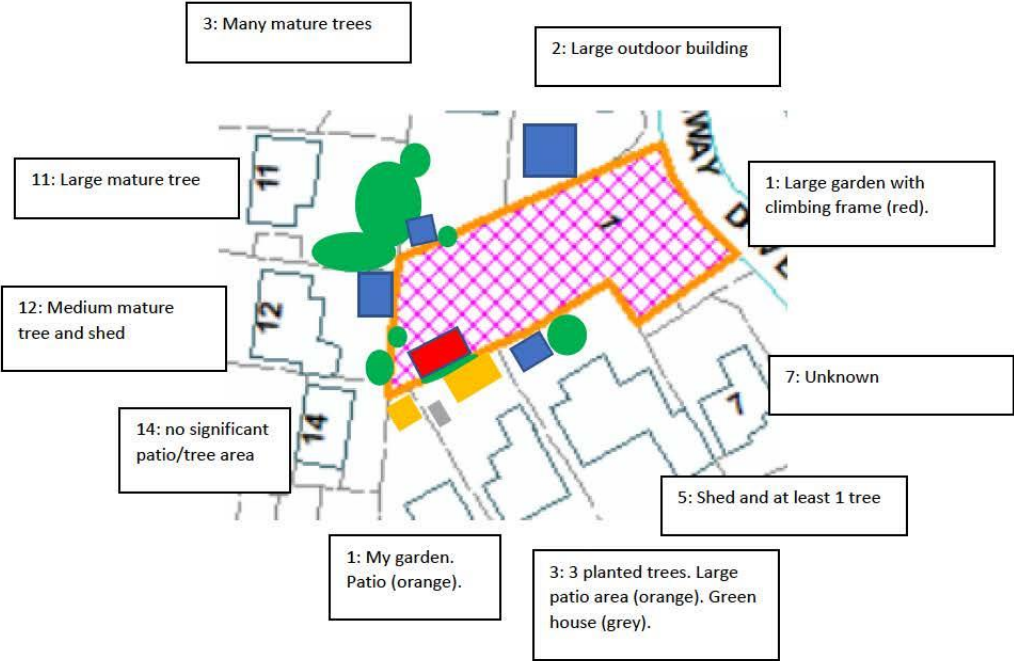 3: Many mature trees
2: Large outdoor building
WAY
11
11: Large mature tree
1: Large garden with
climbing frame (red).
1
12
12: Medium mature
tree and shed
7: Unknown
7
14
14: no significant
patio/tree area
5: Shed and at least 1 tree
1: My garden.
Patio (orange).
3: 3 planted trees. Large
patio area (orange). Green
house (grey).